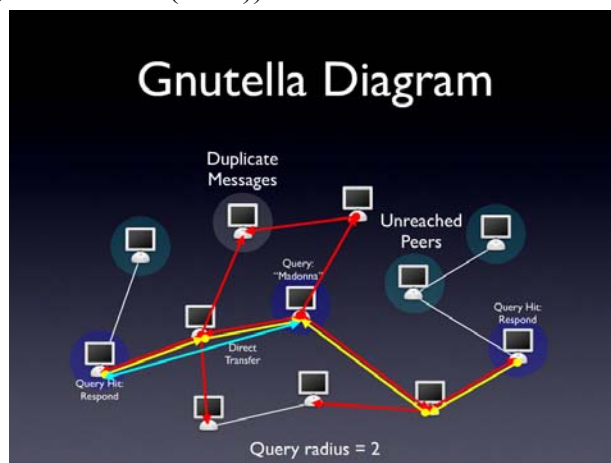 Gnutella Diagram
Duplicate
Messages
Unreached
Peers
Query:
"Madonna"
Query Hit:
Respond
Direct
Transfer
Query Hit:
Respond
Query radius = 2